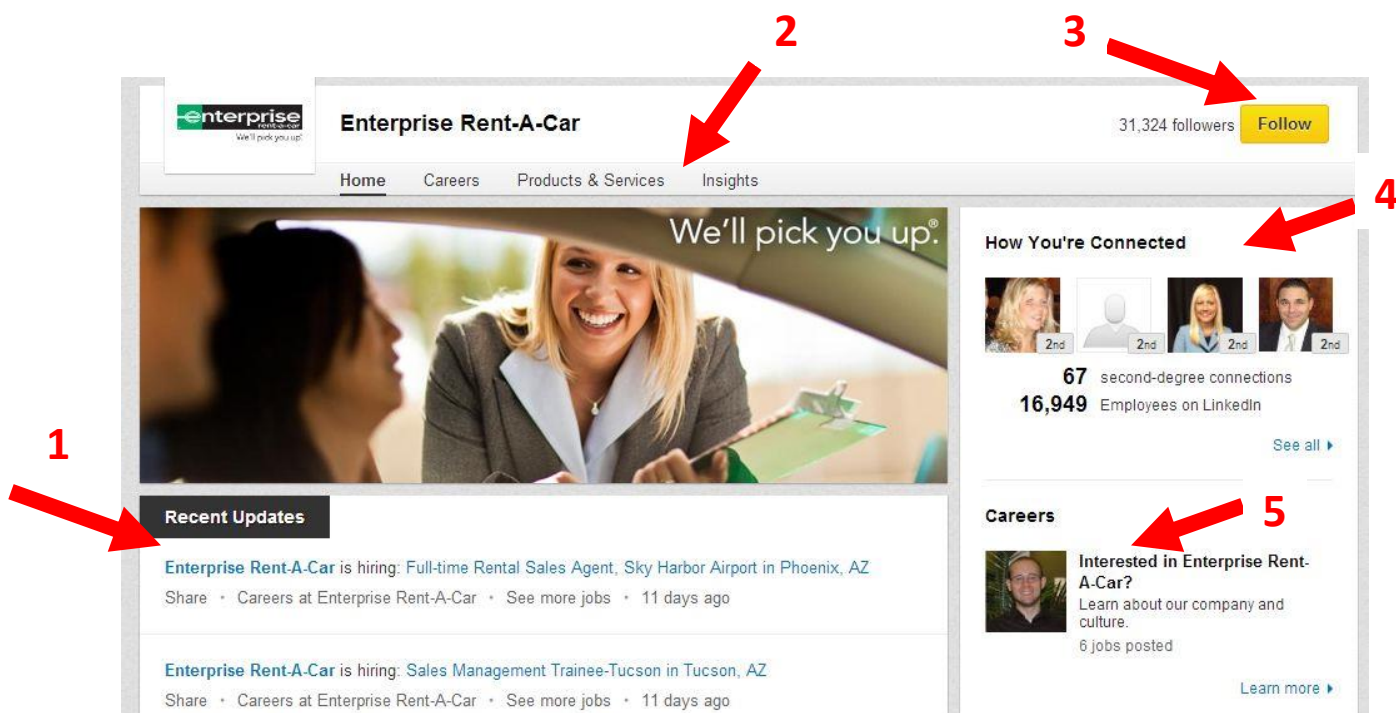 2
3
enterprise
rent-a-car
We'll pick you up!
Enterprise Rent-A-Car
31,324 followers Follow
Home Careers Products & Services Insights
4
We'll pick you up.®
How You're Connected
2nd 2nd 2nd 2nd
67 second-degree connections
16,949 Employees on LinkedIn
See all
1
5
Recent Updates
Enterprise Rent-A-Car is hiring: Full-time Rental Sales Agent, Sky Harbor Airport in Phoenix, AZ
Share • Careers at Enterprise Rent-A-Car • See more jobs • 11 days ago
Enterprise Rent-A-Car is hiring: Sales Management Trainee-Tucson in Tucson, AZ
Share • Careers at Enterprise Rent-A-Car • See more jobs • 11 days ago
Careers
Interested in Enterprise Rent-
A-Car?
Learn about our company and
culture.
6 jobs posted
Learn more